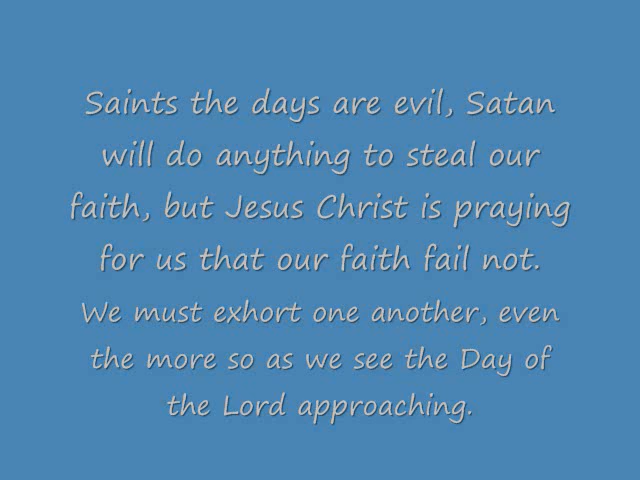 Saints the days are evil, Satan
will do anything to steal our
faith, but Jesus Christ is praying
for us that our faith fail not.
We must exhort one another, even
the more so as we see the Day of
the Lord approaching.